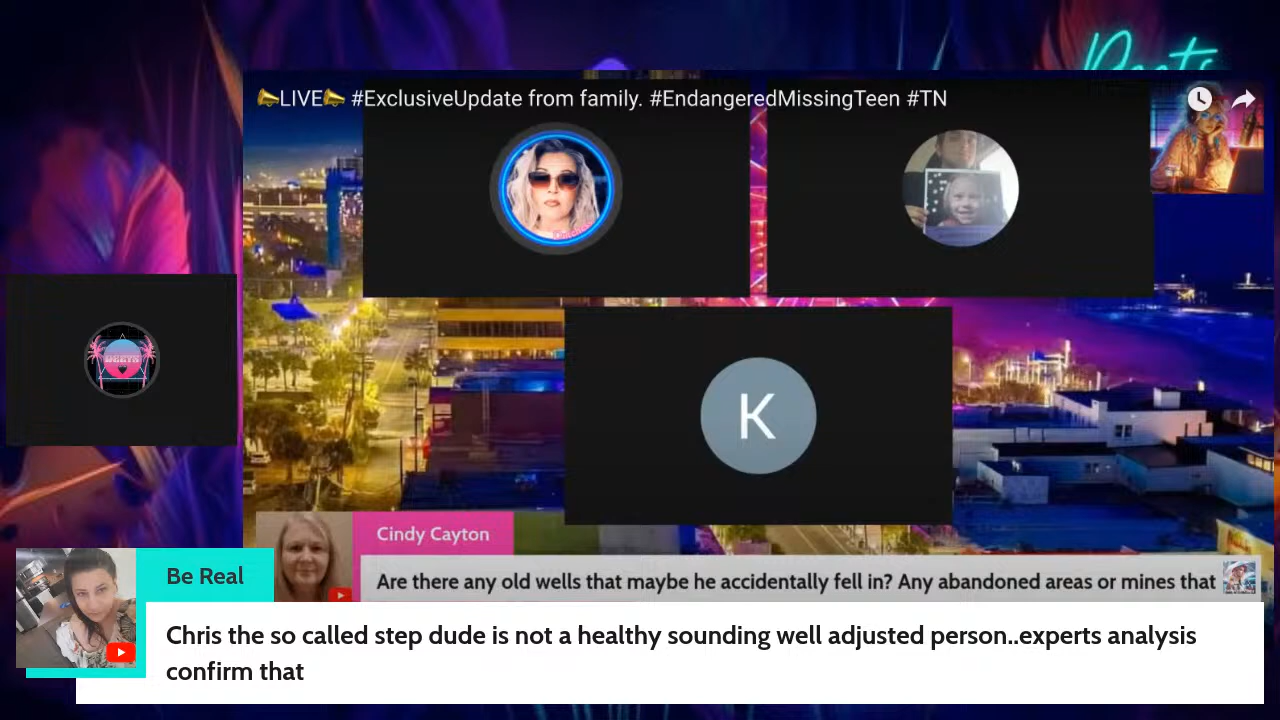 📣LIVE📣 #ExclusiveUpdate from family. #EndangeredMissingTeen #TN
K
Cindy Cayton
Are there any old wells that maybe he accidentally fell in? Any abandoned areas or mines that
Be Real
Chris the so called step dude is not a healthy sounding well adjusted person..experts analysis
confirm that